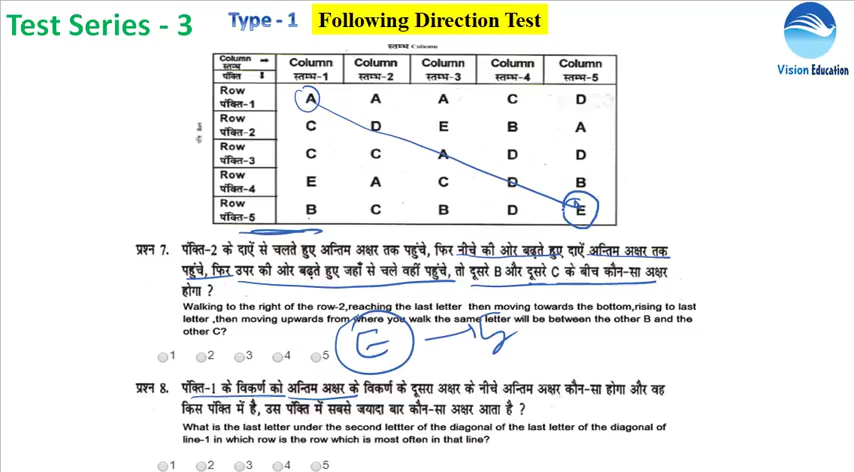 Test Series - 3
Type - 1
Following Direction Test
Vision Education
स्तम्भ Column
Column स्तम्भ पंक्ति Column स्तम्भ-1 Column स्तम्भ-2 Column स्तम्भ-3 Column स्तम्भ-4 Column स्तम्भ-5
Row पंक्ति-1 A A A C D
Row पंक्ति-2 C D E B A
Row पंक्ति-3 C C A D D
Row पंक्ति-4 E A C D B
Row पंक्ति-5 B C B D E
प्रश्न 7. पंक्ति-2 के दाऐं से चलते हुए अन्तिम अक्षर तक पहुंचे, फिर नीचे की ओर बढ़ते हुए दाऐं अन्तिम अक्षर तक
पहुंचे, फिर उपर की ओर बढ़ते हुए जहाँ से चले वहीं पहुंचे, तो दूसरे B और दूसरे C के बीच कौन-सा अक्षर
होगा ?
Walking to the right of the row-2,reaching the last letter then moving towards the bottom,rising to last
letter ,then moving upwards from where you walk the same letter will be between the other B and the
other C?
E
1 2 3 4 5
प्रश्न 8. पंक्ति-1 के विकर्ण को अन्तिम अक्षर के विकर्ण के दूसरा अक्षर के नीचे अन्तिम अक्षर कौन-सा होगा और वह
किस पंक्ति में है, उस पंक्ति में सबसे जयादा बार कौन-सा अक्षर आता है ?
What is the last letter under the second lettter of the diagonal of the last letter of the diagonal of
line-1 in which row is the row which is most oftter in that line?
1 2 3 4 5